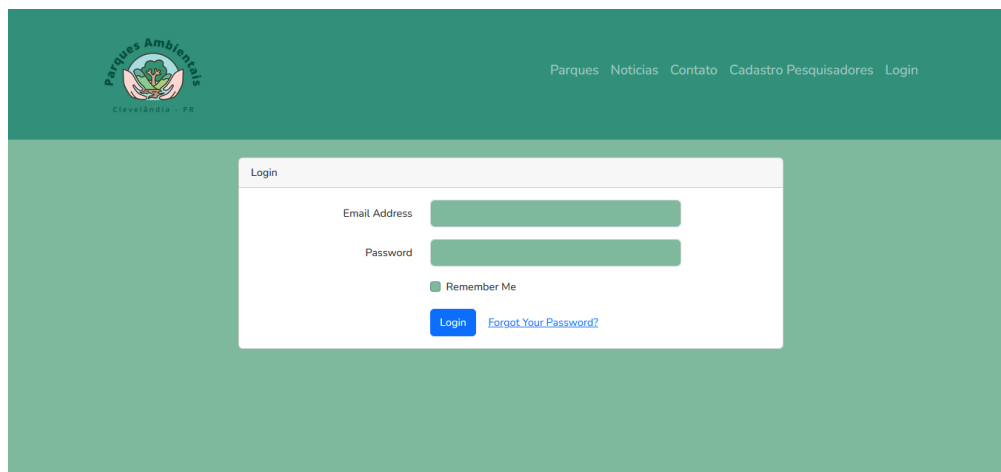 Parques Ambientais
Clevelândia - PR
Parques Noticias Contato Cadastro Pesquisadores Login
Login
Email Address
Password
Remember Me
Login Forgot Your Password?